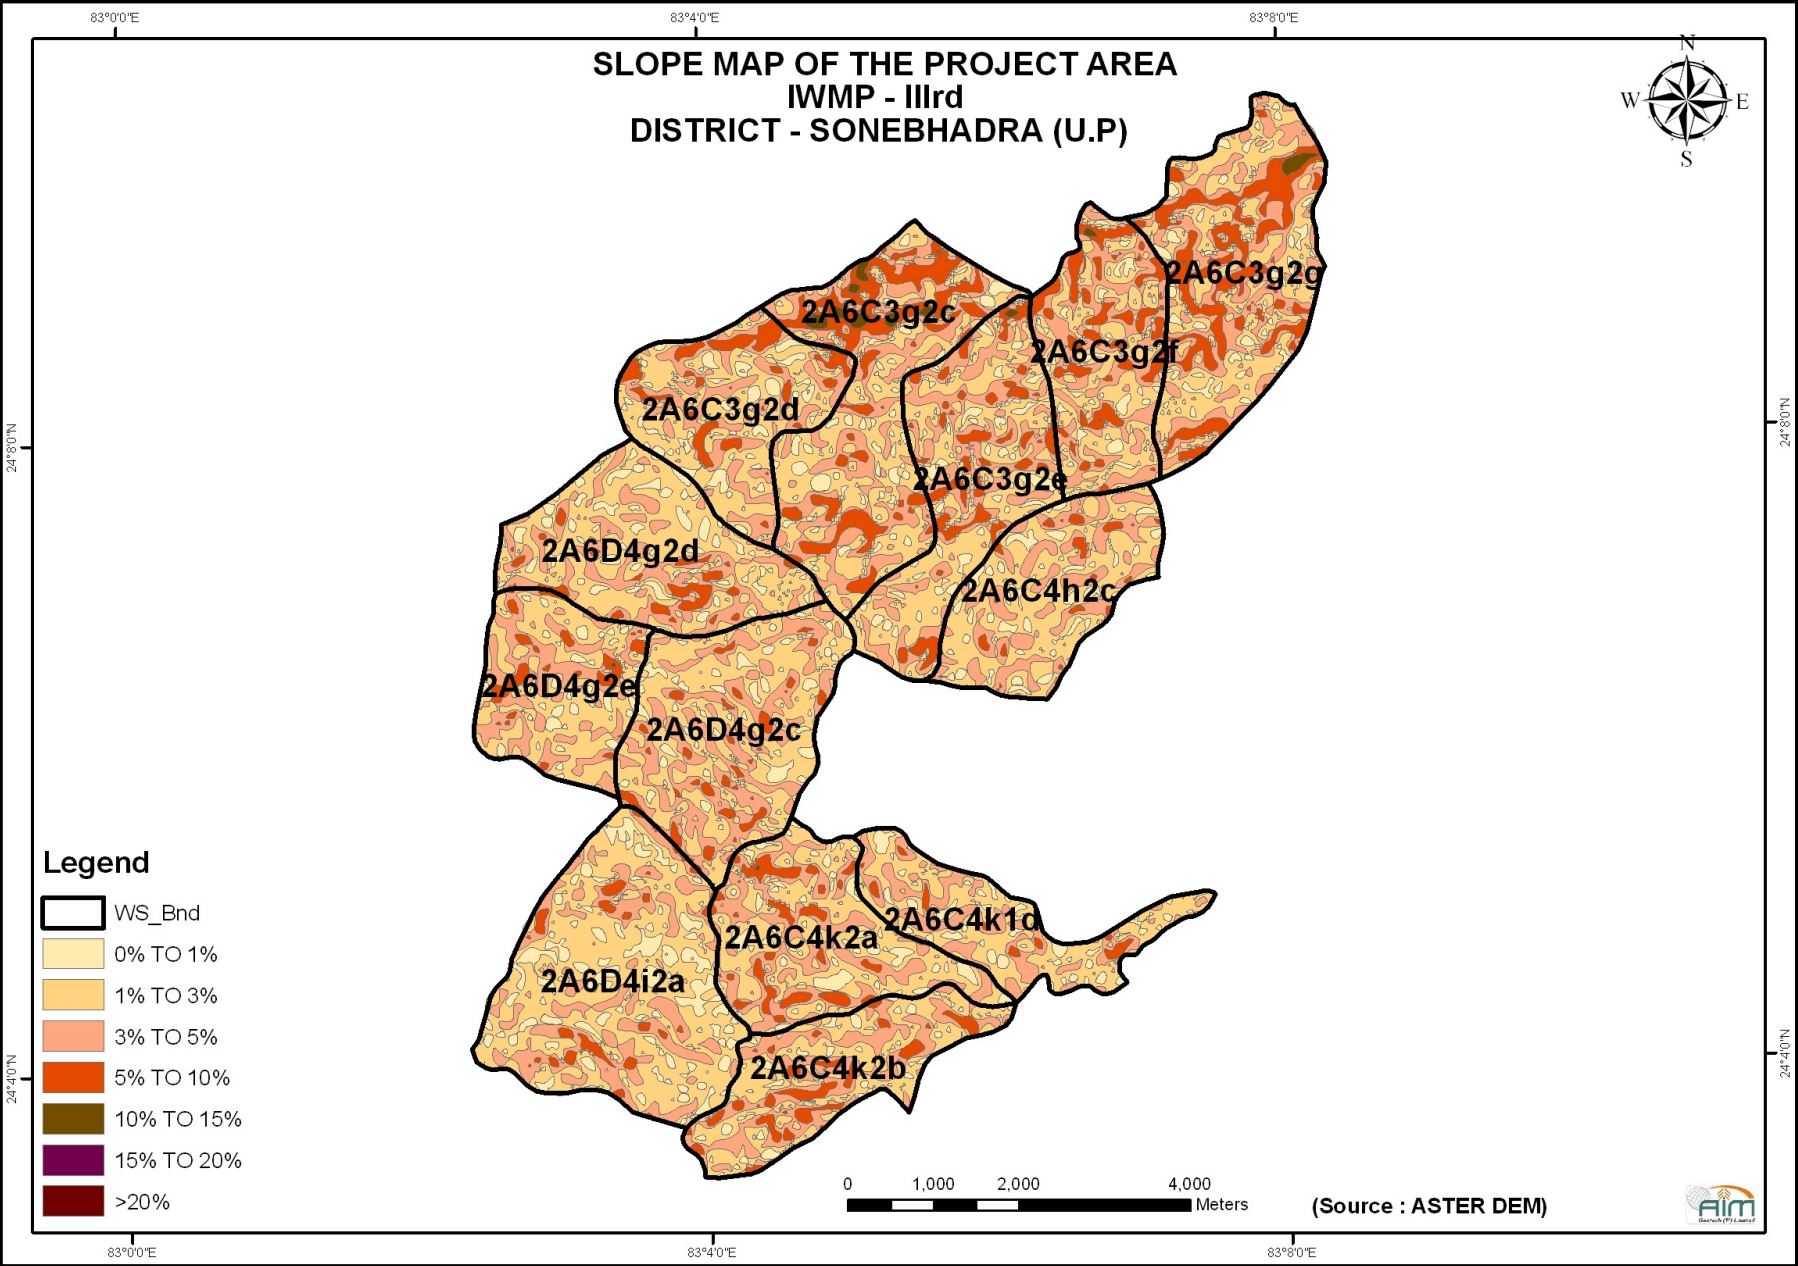 83°0'0"E
83°4'0"E
83°8'0"E
SLOPE MAP OF THE PROJECT AREA
IWMP - IIIrd
DISTRICT - SONEBHADRA (U.P)
N
W
E
S
2A6C3g2g
2A6C3g2c
2A6C3g2f
2A6C3g2d
24°8'0"N
24°8'0"N
2A6C3g2e
2A6D4g2d
2A6C4h2c
2A6D4g2e
2A6D4g2c
2A6C4k1d
2A6C4k2a
2A6D4i2a
2A6C4k2b
24°4'0"N
24°4'0"N
Legend
WS_Bnd
0% TO 1%
1% TO 3%
3% TO 5%
5% TO 10%
10% TO 15%
15% TO 20%
>20%
0 1,000 2,000 4,000
Meters
(Source : ASTER DEM)
AIM
Geotech (P) Limited
83°0'0"E
83°4'0"E
83°8'0"E